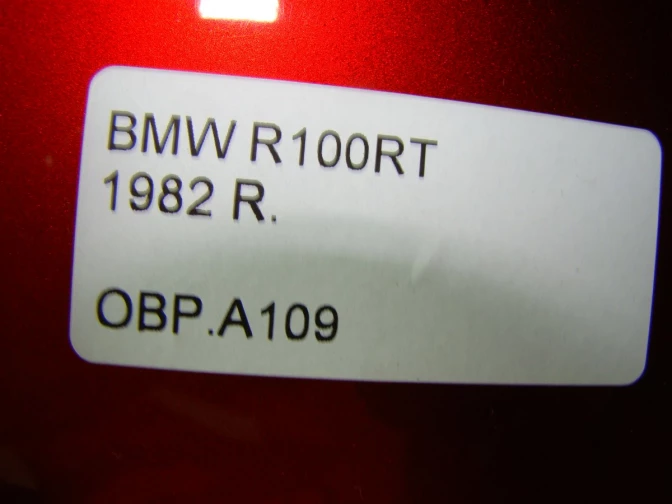 BMW R100RT
1982 R.
OBP.A109